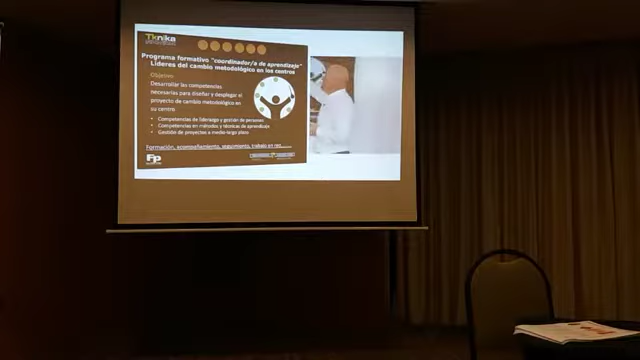 Tknika
Programa formativo "coordinador/a de aprendizaje"
Líderes del cambio metodológico en los centros
Objetivo:
Desarrollar las competencias
necesarias para diseñar y desplegar el
proyecto de cambio metodológico en
su centro
• Competencias de liderazgo y gestión de personas
• Competencias en métodos y técnicas de aprendizaje
• Gestión de proyectos a medio-largo plazo
Formación, acompañamiento, seguimiento, trabajo en red......